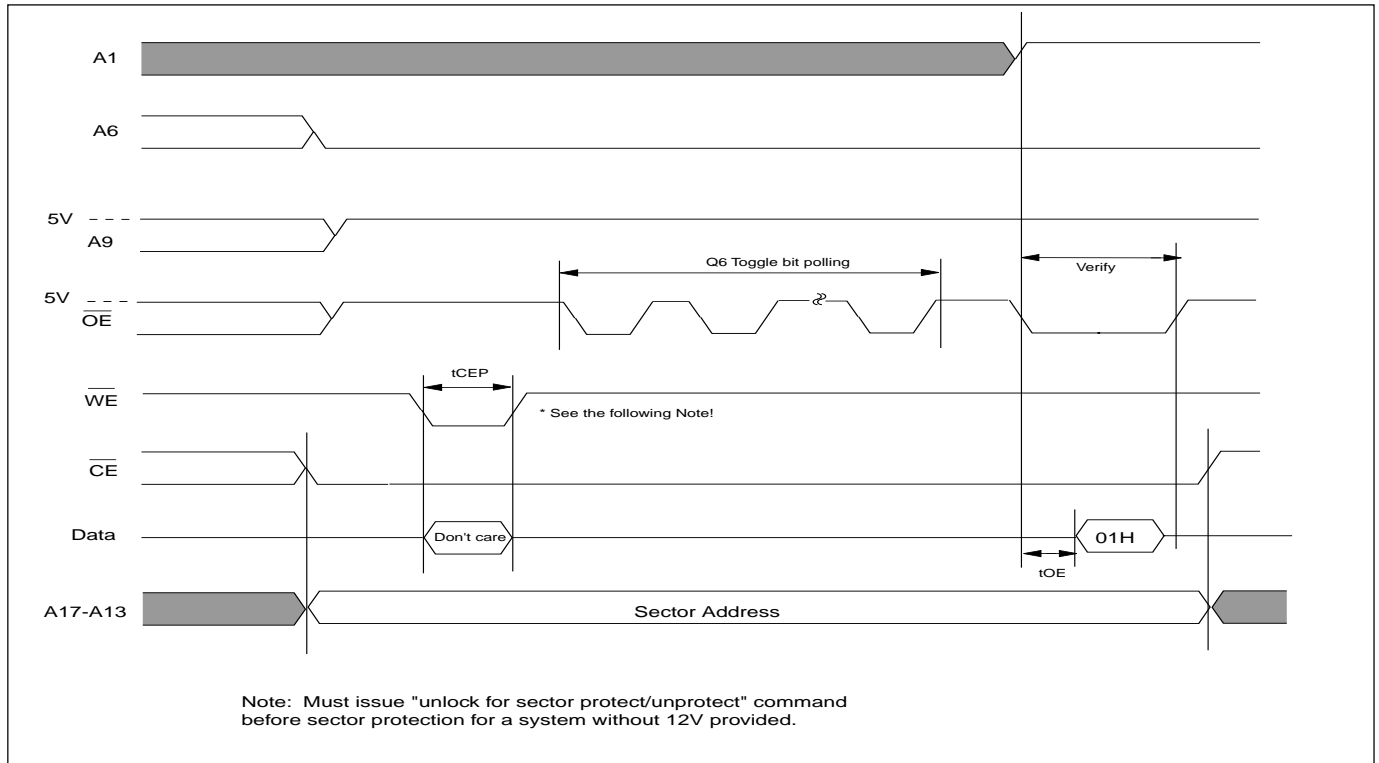 A1
A6
5V
A9
Q6 Toggle bit polling
Verify
5V
OE
tCEP
WE
* See the following Note!
CE
Data
Don't care
01H
tOE
A17-A13
Sector Address
Note: Must issue "unlock for sector protect/unprotect" command
before sector protection for a system without 12V provided.